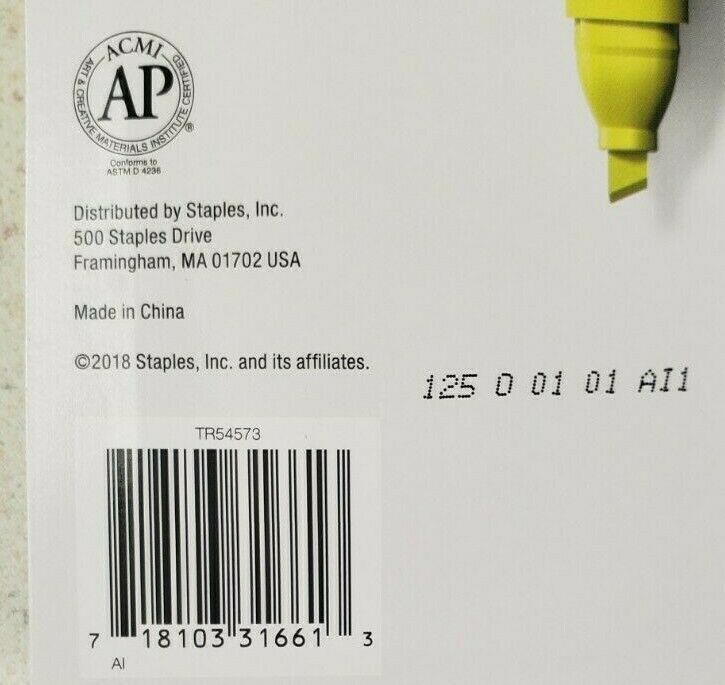 ACMI
ART & CREATIVE MATERIALS INSTITUTE CERTIFIED
AP
®
Conforms to
ASTM D 4236
Distributed by Staples, Inc.
500 Staples Drive
Framingham, MA 01702 USA
Made in China
©2018 Staples, Inc. and its affiliates.
125 0 01 01 AI1
TR54573
7 18103 31661 3
AI